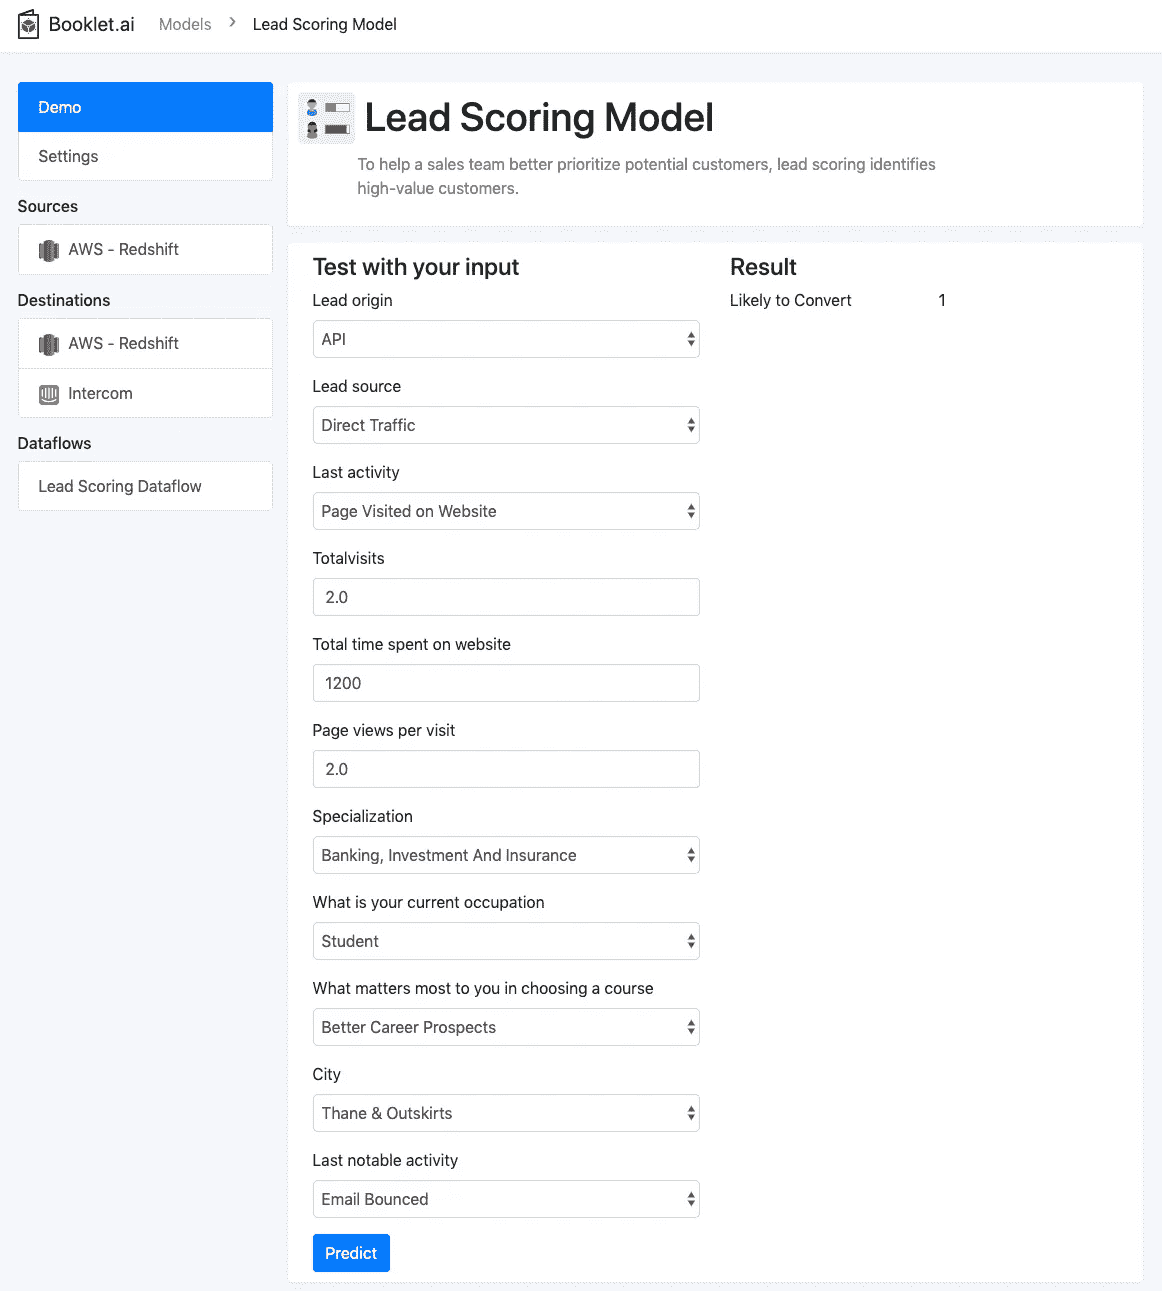 Booklet.ai Models > Lead Scoring Model
Demo
Settings
Sources
AWS - Redshift
Destinations
AWS - Redshift
Intercom
Dataflows
Lead Scoring Dataflow
Lead Scoring Model
To help a sales team better prioritize potential customers, lead scoring identifies
high-value customers.
Test with your input
Lead origin
API
Lead source
Direct Traffic
Last activity
Page Visited on Website
Totalvisits
2.0
Total time spent on website
1200
Page views per visit
2.0
Specialization
Banking, Investment And Insurance
What is your current occupation
Student
What matters most to you in choosing a course
Better Career Prospects
City
Thane & Outskirts
Last notable activity
Email Bounced
Predict
Result
Likely to Convert 1